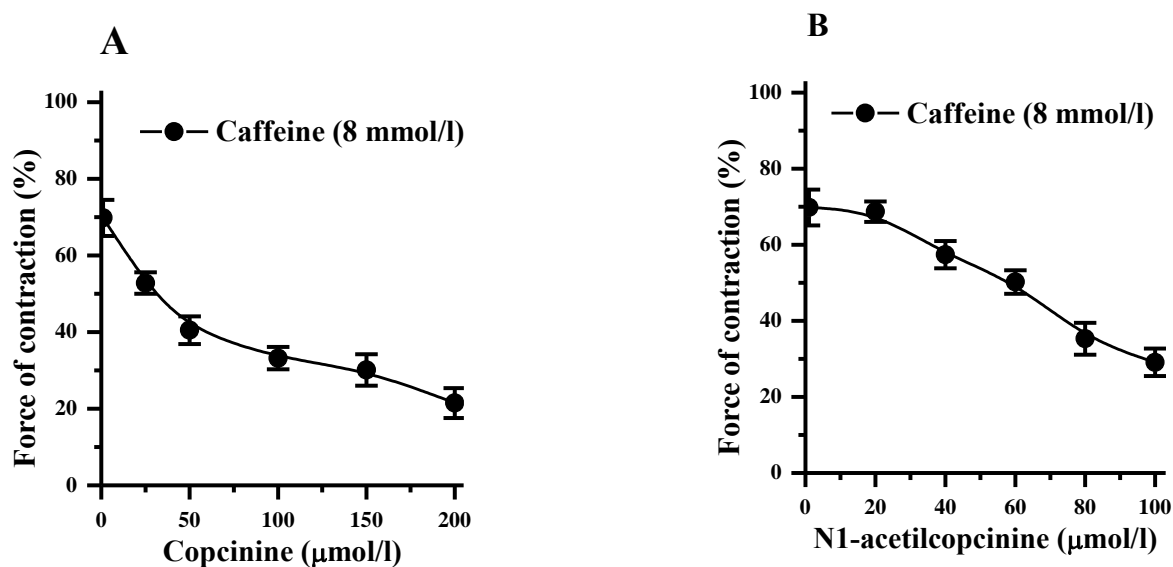 A
Force of contraction (%)
100
80
60
40
20
0
Caffeine (8 mmol/l)
0 50 100 150 200
Copcinine (μmol/l)
B
Force of contraction (%)
100
80
60
40
20
0
Caffeine (8 mmol/l)
0 20 40 60 80 100
N1-acetilcopcinine (μmol/l)